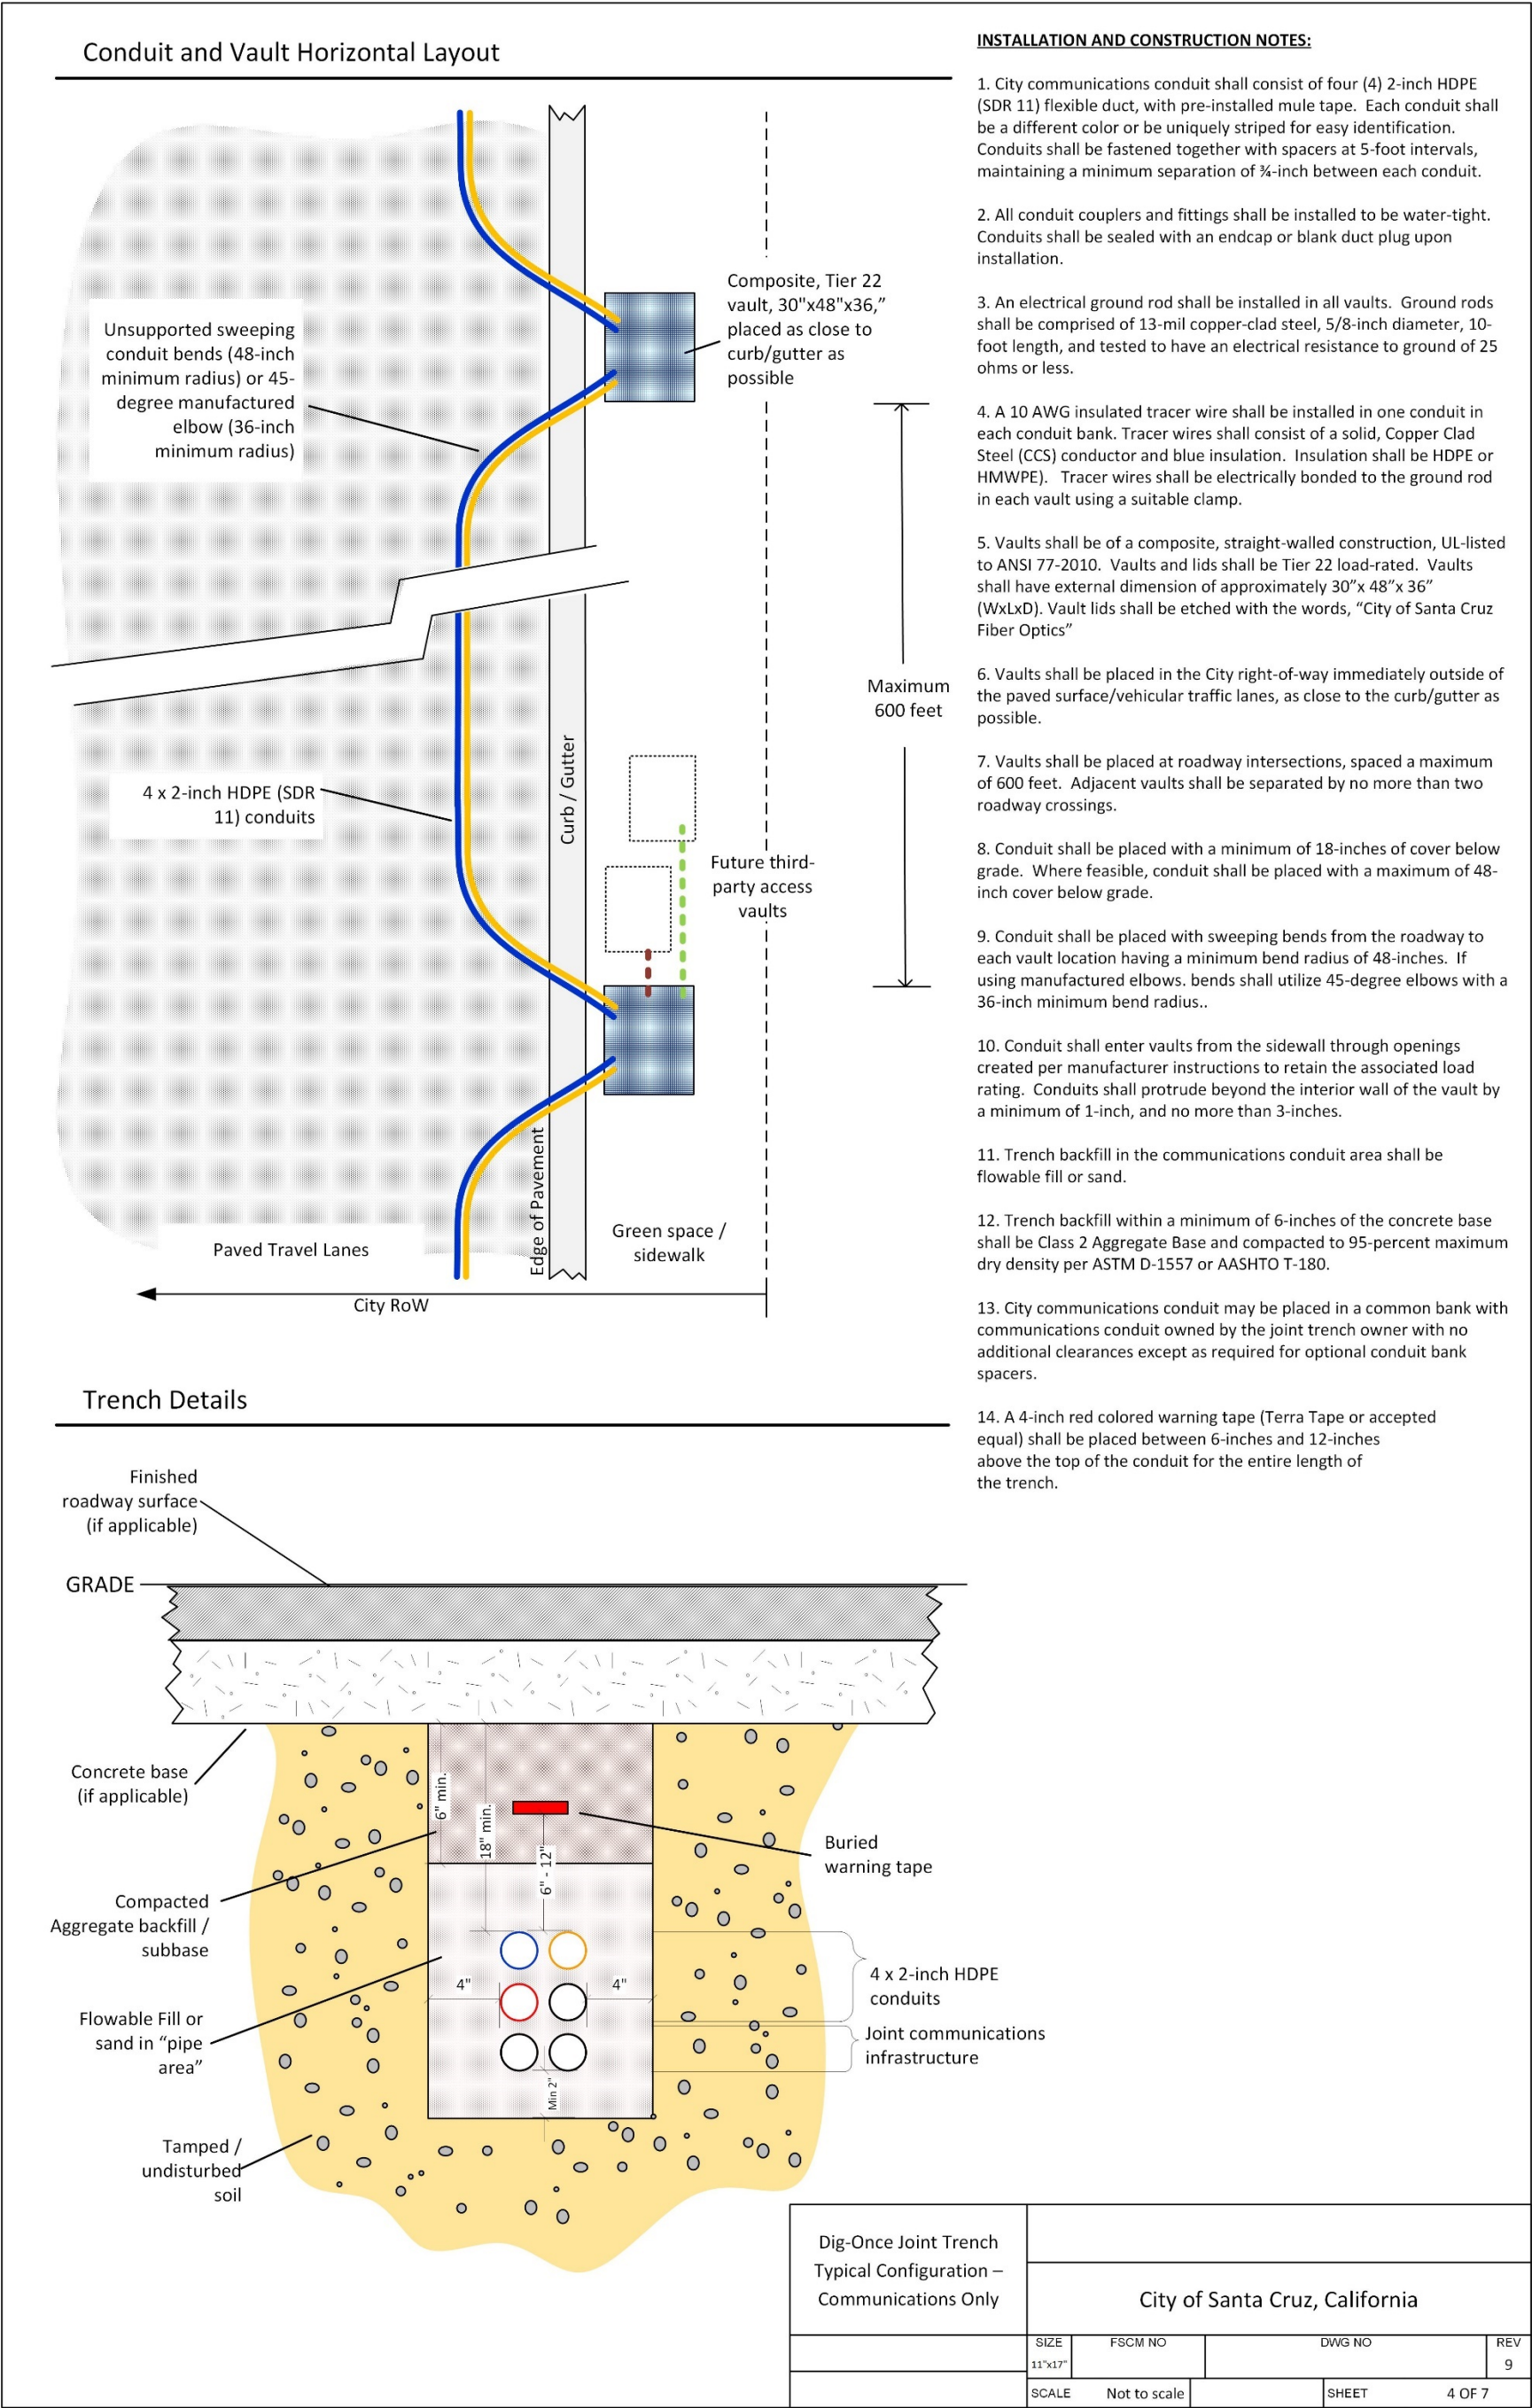 Conduit and Vault Horizontal Layout
Unsupported sweeping
conduit bends (48-inch
minimum radius) or 45-
degree manufactured
elbow (36-inch
minimum radius)
Composite, Tier 22
vault, 30"x48"x36,”
placed as close to
curb/gutter as
possible
Maximum
600 feet
4 x 2-inch HDPE (SDR
11) conduits
Curb / Gutter
Future third-
party access
vaults
Edge of Pavement
Green space /
sidewalk
Paved Travel Lanes
City RoW
INSTALLATION AND CONSTRUCTION NOTES:
1. City communications conduit shall consist of four (4) 2-inch HDPE
(SDR 11) flexible duct, with pre-installed mule tape. Each conduit shall
be a different color or be uniquely striped for easy identification.
Conduits shall be fastened together with spacers at 5-foot intervals,
maintaining a minimum separation of ¾-inch between each conduit.
2. All conduit couplers and fittings shall be installed to be water-tight.
Conduits shall be sealed with an endcap or blank duct plug upon
installation.
3. An electrical ground rod shall be installed in all vaults. Ground rods
shall be comprised of 13-mil copper-clad steel, 5/8-inch diameter, 10-
foot length, and tested to have an electrical resistance to ground of 25
ohms or less.
4. A 10 AWG insulated tracer wire shall be installed in one conduit in
each conduit bank. Tracer wires shall consist of a solid, Copper Clad
Steel (CCS) conductor and blue insulation. Insulation shall be HDPE or
HMWPE). Tracer wires shall be electrically bonded to the ground rod
in each vault using a suitable clamp.
5. Vaults shall be of a composite, straight-walled construction, UL-listed
to ANSI 77-2010. Vaults and lids shall be Tier 22 load-rated. Vaults
shall have external dimension of approximately 30”x 48”x 36”
(WxLxD). Vault lids shall be etched with the words, “City of Santa Cruz
Fiber Optics”
6. Vaults shall be placed in the City right-of-way immediately outside of
the paved surface/vehicular traffic lanes, as close to the curb/gutter as
possible.
7. Vaults shall be placed at roadway intersections, spaced a maximum
of 600 feet. Adjacent vaults shall be separated by no more than two
roadway crossings.
8. Conduit shall be placed with a minimum of 18-inches of cover below
grade. Where feasible, conduit shall be placed with a maximum of 48-
inch cover below grade.
9. Conduit shall be placed with sweeping bends from the roadway to
each vault location having a minimum bend radius of 48-inches. If
using manufactured elbows. bends shall utilize 45-degree elbows with a
36-inch minimum bend radius..
10. Conduit shall enter vaults from the sidewall through openings
created per manufacturer instructions to retain the associated load
rating. Conduits shall protrude beyond the interior wall of the vault by
a minimum of 1-inch, and no more than 3-inches.
11. Trench backfill in the communications conduit area shall be
flowable fill or sand.
12. Trench backfill within a minimum of 6-inches of the concrete base
shall be Class 2 Aggregate Base and compacted to 95-percent maximum
dry density per ASTM D-1557 or AASHTO T-180.
13. City communications conduit may be placed in a common bank with
communications conduit owned by the joint trench owner with no
additional clearances except as required for optional conduit bank
spacers.
14. A 4-inch red colored warning tape (Terra Tape or accepted
equal) shall be placed between 6-inches and 12-inches
above the top of the conduit for the entire length of
the trench.
Trench Details
Finished
roadway surface
(if applicable)
GRADE
Concrete base
(if applicable)
6" min.
18" min.
6" - 12"
Buried
warning tape
Compacted
Aggregate backfill /
subbase
4"
4"
4 x 2-inch HDPE
conduits
Flowable Fill or
sand in “pipe
area”
Joint communications
infrastructure
Min 2"
Tamped /
undisturbed
soil
Dig-Once Joint Trench
Typical Configuration –
Communications Only
City of Santa Cruz, California
SIZE
11"x17"
FSCM NO
DWG NO
REV
9
SCALE
Not to scale
SHEET
4 OF 7